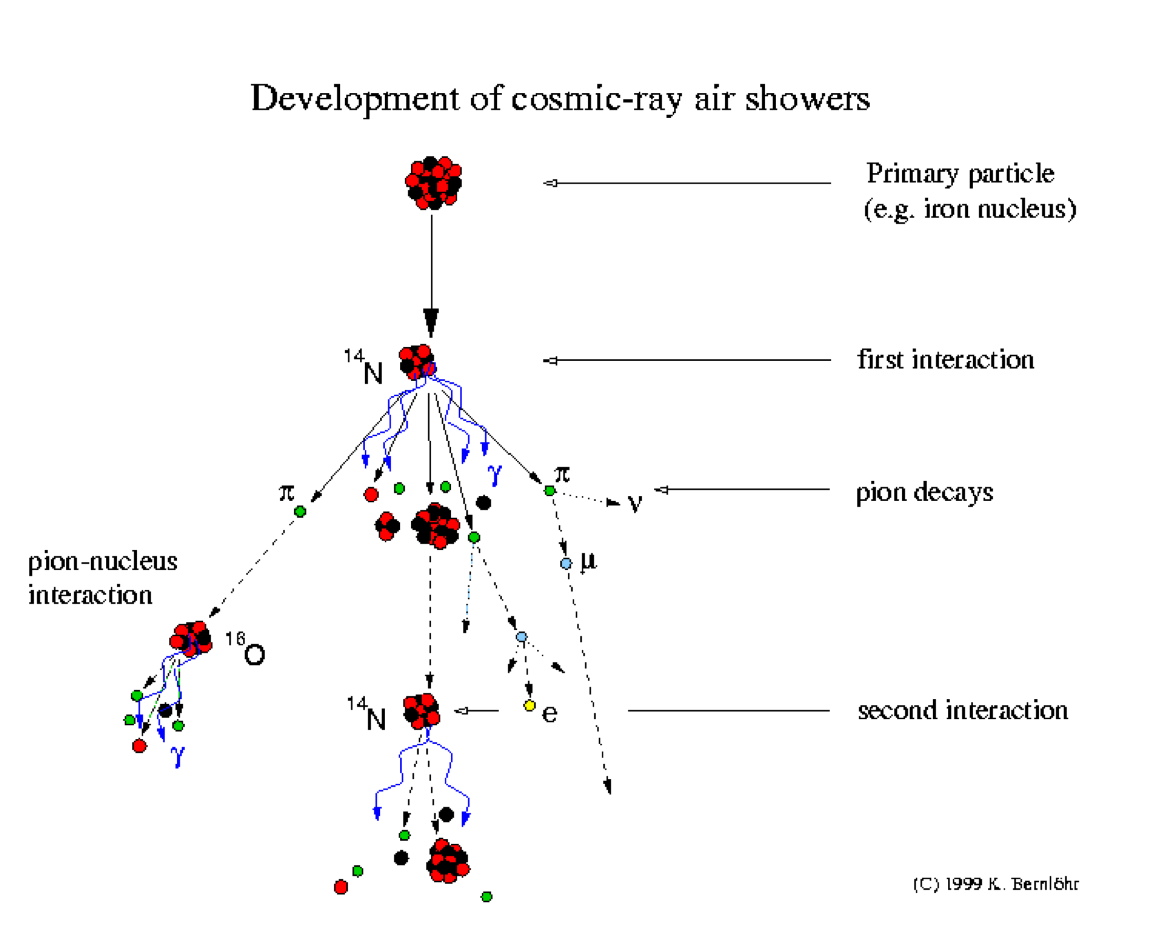 Development of cosmic-ray air showers
Primary particle
(e.g. iron nucleus)
14N
first interaction
γ
π
π
ν
pion decays
pion-nucleus
interaction
μ
16O
14N
e
second interaction
γ
(C) 1999 K. Bernlöhr